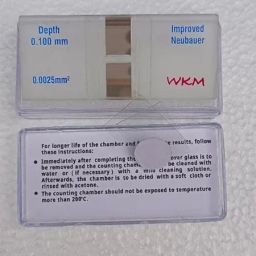 Depth
0.100 mm
Improved
Neubauer
0.0025mm²
WKM
For longer life of the chamber and results, follow
these instructions:
● Immediately after completing the cover glass is to
be removed and the counting be cleaned with
water or (if necessary) with a mild cleaning solution.
Afterwards, the chamber is to be dried with a soft cloth or
rinsed with acetone.
● The counting chamber should not be exposed to temperature
more than 200°C.